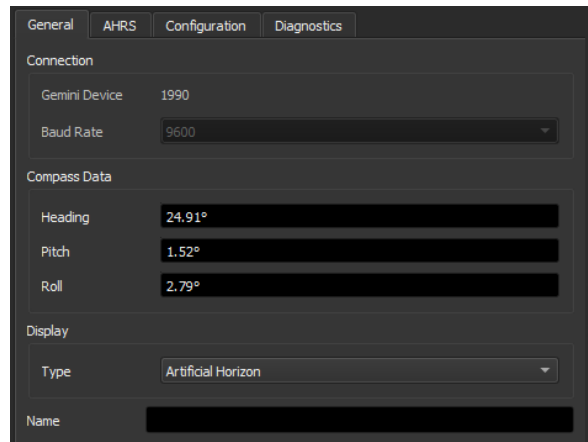 General AHRS Configuration Diagnostics
Connection
Gemini Device 1990
Baud Rate 9600
Compass Data
Heading 24.91°
Pitch 1.52°
Roll 2.79°
Display
Type Artificial Horizon
Name